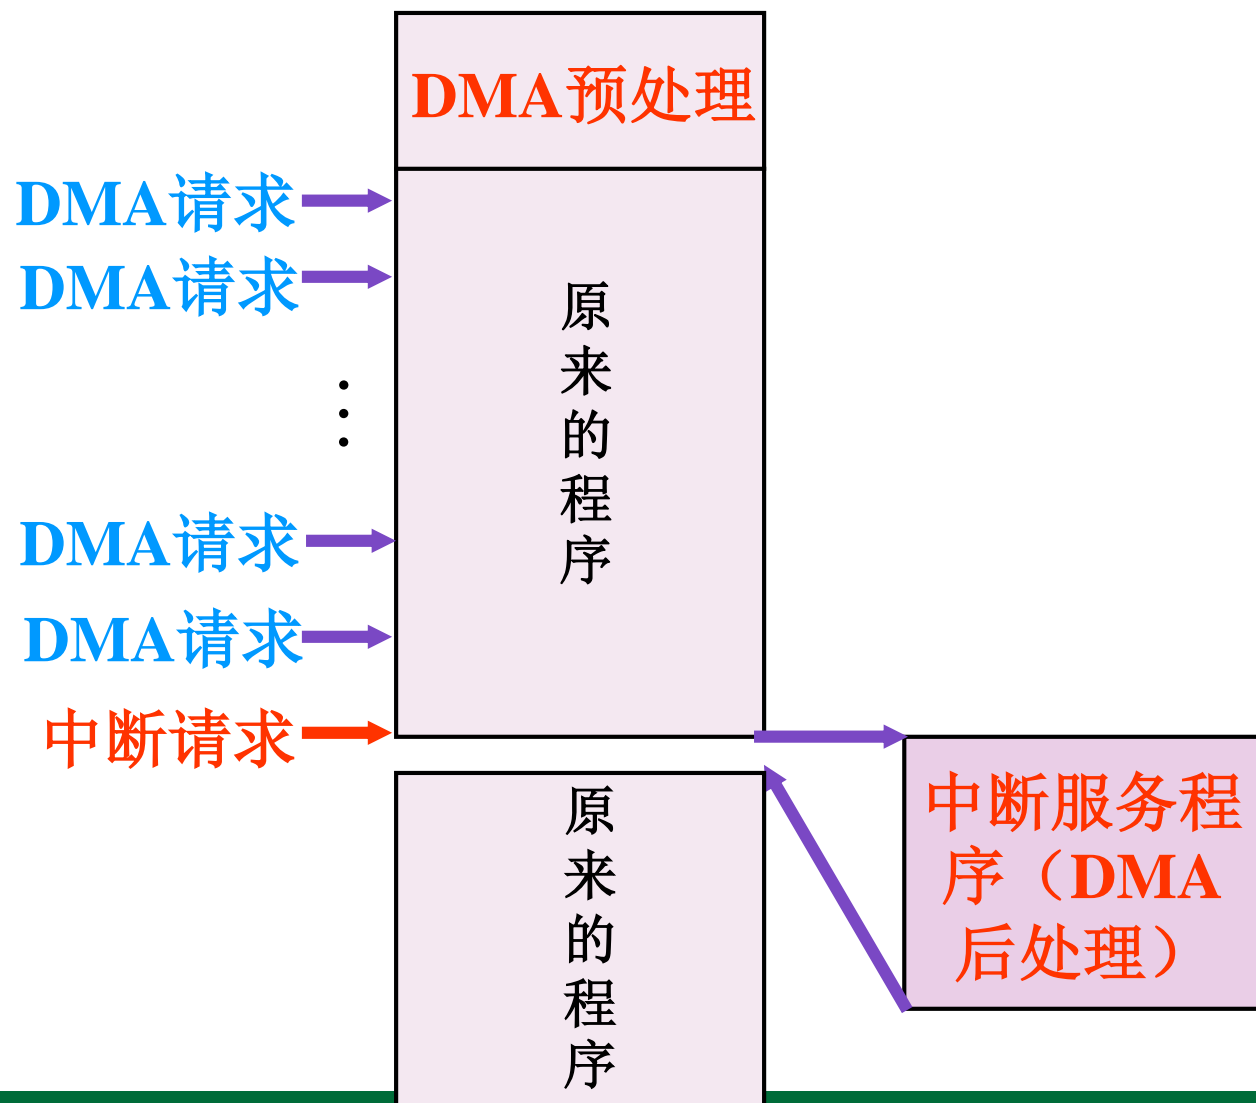 DMA预处理
DMA请求
DMA请求
原
来
的
程
序
DMA请求
DMA请求
中断请求
中断服务程
序（DMA
后处理）
原
来
的
程
序